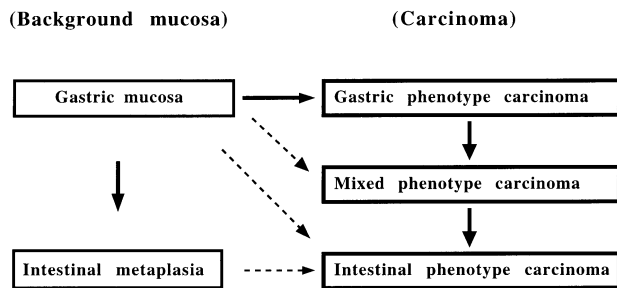 (Background mucosa)
(Carcinoma)
Gastric mucosa
Gastric phenotype carcinoma
Mixed phenotype carcinoma
Intestinal metaplasia
Intestinal phenotype carcinoma